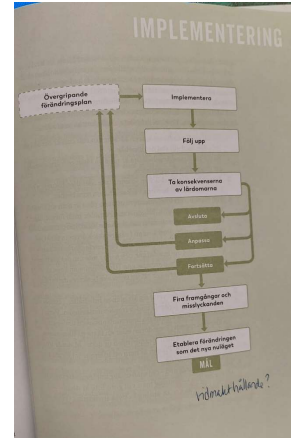 IMPLEMENTERING
Övergripande
förändringsplan
Implementera
Följ upp
Ta konsekvenserna
av lärdomarna
Avsluta
Anpassa
Fortsätta
Fira framgångar och
misslyckanden
Etablera förändringen
som det nya nuläget
MÅL
vidmakthållande?